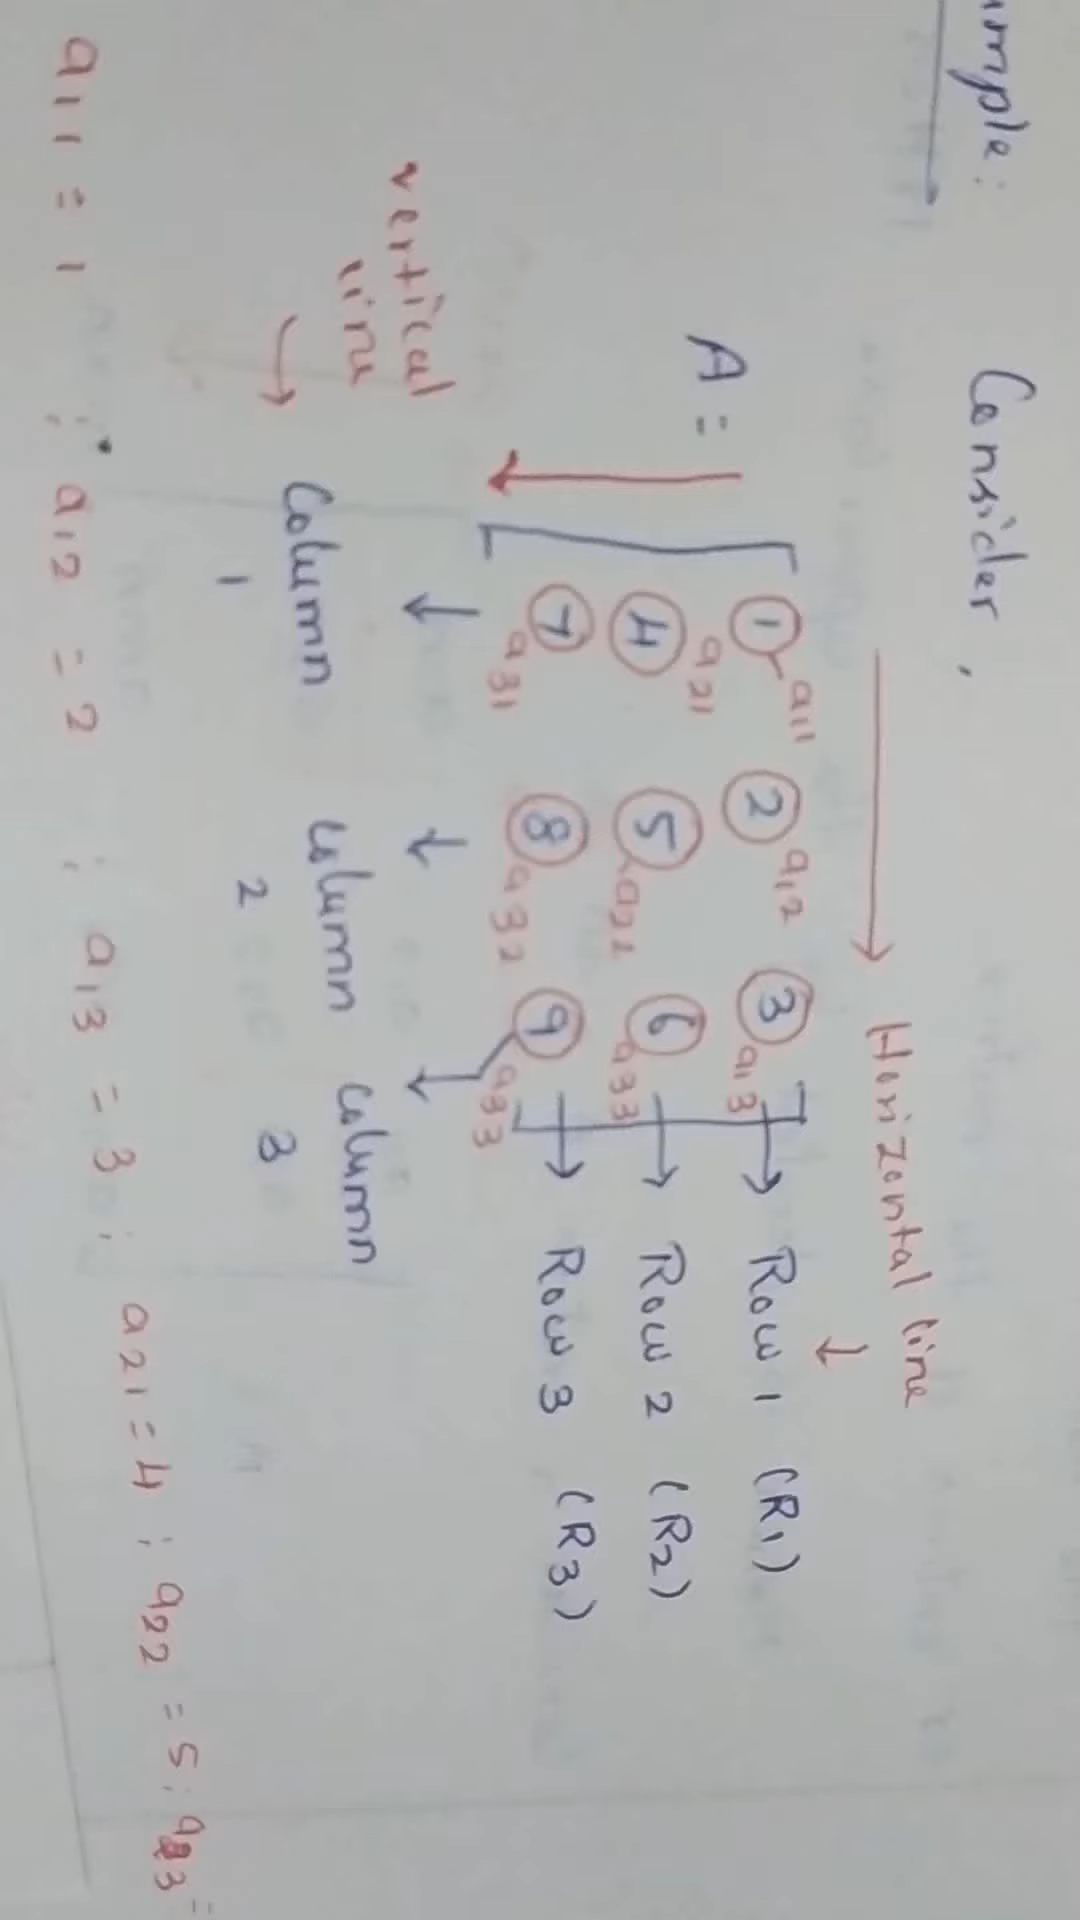 ample:
Consider,
Horizontal line
A = 1 a11 2 a12 3 a13 → Row 1 (R1)
4 a21 5 a22 6 a33 → Row 2 (R2)
7 a31 8 a32 9 a33 → Row 3 (R3)
vertical
line
Column Column Column
1 2 3
a11 = 1 ; a12 = 2 ; a13 = 3 ; a21 = 4 ; a22 = 5 ;